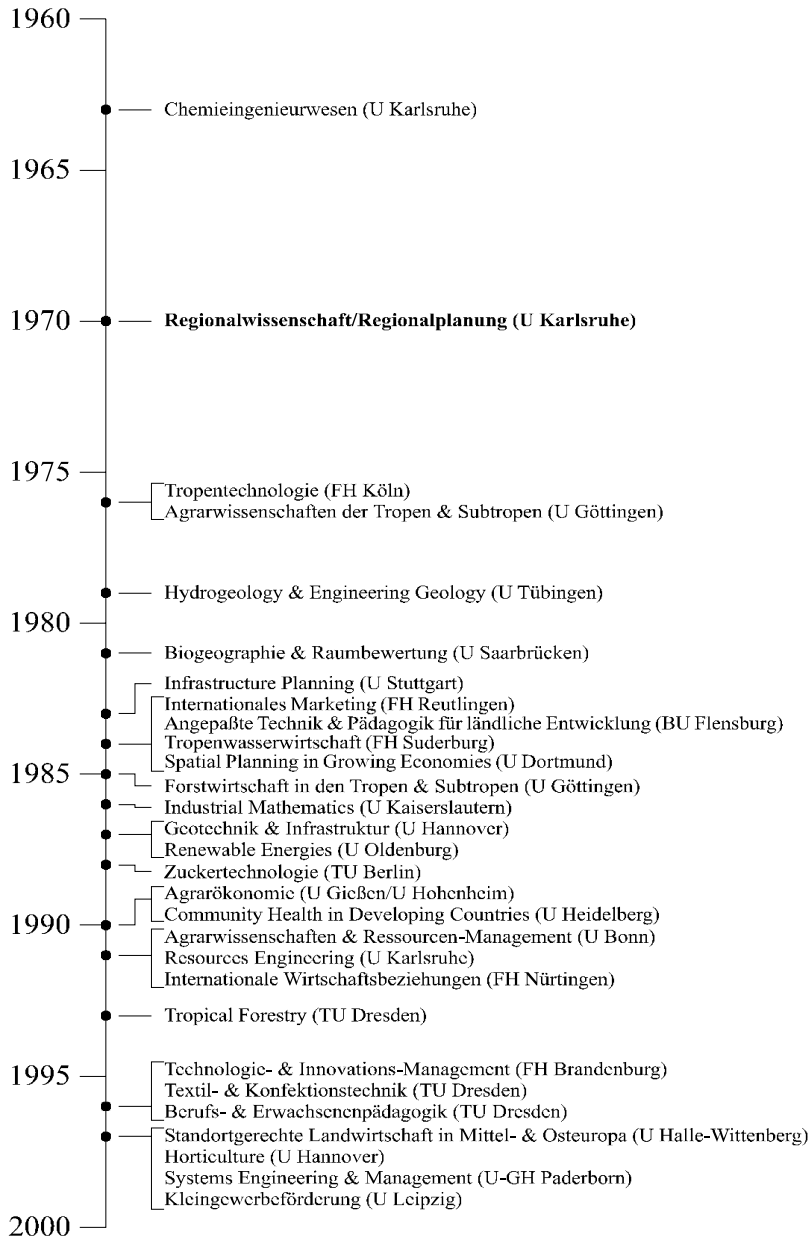 1960
Chemieingenieurwesen (U Karlsruhe)
1965
1970
Regionalwissenschaft/Regionalplanung (U Karlsruhe)
1975
Tropentechnologie (FH Köln)
Agrarwissenschaften der Tropen & Subtropen (U Göttingen)
Hydrogeology & Engineering Geology (U Tübingen)
1980
Biogeographie & Raumbewertung (U Saarbrücken)
Infrastructure Planning (U Stuttgart)
Internationales Marketing (FH Reutlingen)
Angepaßte Technik & Pädagogik für ländliche Entwicklung (BU Flensburg)
Tropenwasserwirtschaft (FH Suderburg)
Spatial Planning in Growing Economies (U Dortmund)
1985
Forstwirtschaft in den Tropen & Subtropen (U Göttingen)
Industrial Mathematics (U Kaiserslautern)
Geotechnik & Infrastruktur (U Hannover)
Renewable Energies (U Oldenburg)
Zuckertechnologie (TU Berlin)
Agrarökonomie (U Gießen/U Hohenheim)
Community Health in Developing Countries (U Heidelberg)
1990
Agrarwissenschaften & Ressourcen-Management (U Bonn)
Resources Engineering (U Karlsruhe)
Internationale Wirtschaftsbeziehungen (FH Nürtingen)
Tropical Forestry (TU Dresden)
Technologie- & Innovations-Management (FH Brandenburg)
1995
Textil- & Konfektionstechnik (TU Dresden)
Berufs- & Erwachsenenpädagogik (TU Dresden)
Standortgerechte Landwirtschaft in Mittel- & Osteuropa (U Halle-Wittenberg)
Horticulture (U Hannover)
Systems Engineering & Management (U-GH Paderborn)
Kleingewerbeförderung (U Leipzig)
2000